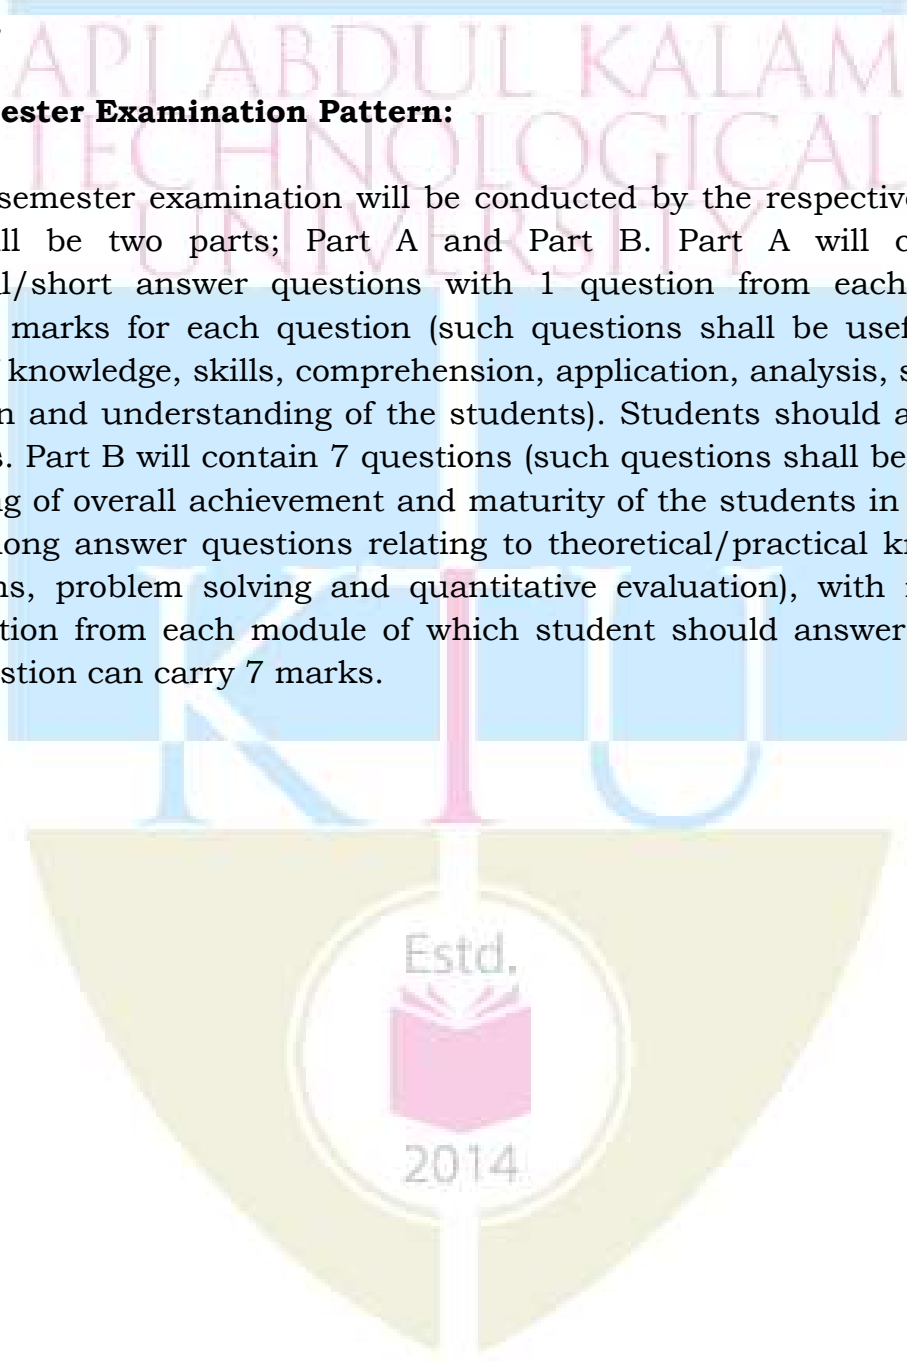 API ABDUL KALAM
TECHNOLOGICAL
UNIVERSITY
ester Examination Pattern:
semester examination will be conducted by the respective
ll be two parts; Part A and Part B. Part A will
l/short answer questions with 1 question from each
marks for each question (such questions shall be
knowledge, skills, comprehension, application, analysis,
n and understanding of the students). Students should
s. Part B will contain 7 questions (such questions shall be
g of overall achievement and maturity of the students in
long answer questions relating to theoretical/practical
ns, problem solving and quantitative evaluation), with
tion from each module of which student should answer
stion can carry 7 marks.
KTU
Estd.
2014